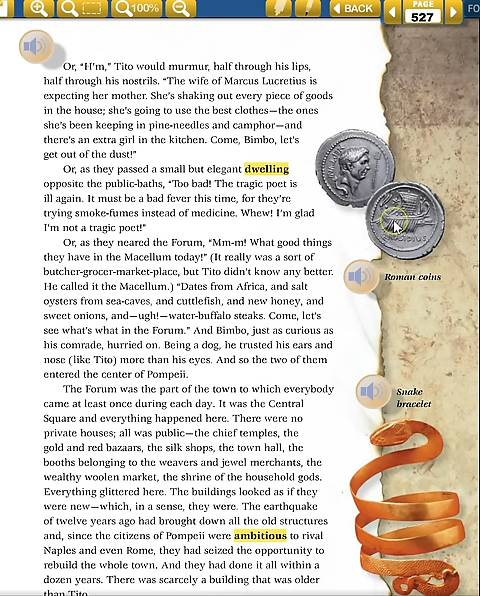 100%
BACK
PAGE
527
FO
Or, “H’m,” Tito would murmur, half through his lips,
half through his nostrils. “The wife of Marcus Lucretius is
expecting her mother. She’s shaking out every piece of goods
in the house; she’s going to use the best clothes—the ones
she’s been keeping in pine-needles and camphor—and
there’s an extra girl in the kitchen. Come, Bimbo, let’s
get out of the dust!”
Or, as they passed a small but elegant dwelling
opposite the public-baths, “Too bad! The tragic poet is
ill again. It must be a bad fever this time, for they’re
trying smoke-fumes instead of medicine. Whew! I’m glad
I’m not a tragic poet!”
Or, as they neared the Forum, “Mm-m! What good things
they have in the Macellum today!” (It really was a sort of
butcher-grocer-market-place, but Tito didn’t know any better.
He called it the Macellum.) “Dates from Africa, and salt
oysters from sea-caves, and cuttlefish, and new honey, and
sweet onions, and—ugh!—water-buffalo steaks. Come, let’s
see what’s what in the Forum.” And Bimbo, just as curious as
his comrade, hurried on. Being a dog, he trusted his ears and
nose (like Tito) more than his eyes. And so the two of them
entered the center of Pompeii.
The Forum was the part of the town to which everybody
came at least once during each day. It was the Central
Square and everything happened here. There were no
private houses; all was public—the chief temples, the
gold and red bazaars, the silk shops, the town hall, the
booths belonging to the weavers and jewel merchants, the
wealthy woolen market, the shrine of the household gods.
Everything glittered here. The buildings looked as if they
were new—which, in a sense, they were. The earthquake
of twelve years ago had brought down all the old structures
and, since the citizens of Pompeii were ambitious to rival
Naples and even Rome, they had seized the opportunity to
rebuild the whole town. And they had done it all within a
dozen years. There was scarcely a building that was older
than Tito.
Roman coins
Snake
bracelet